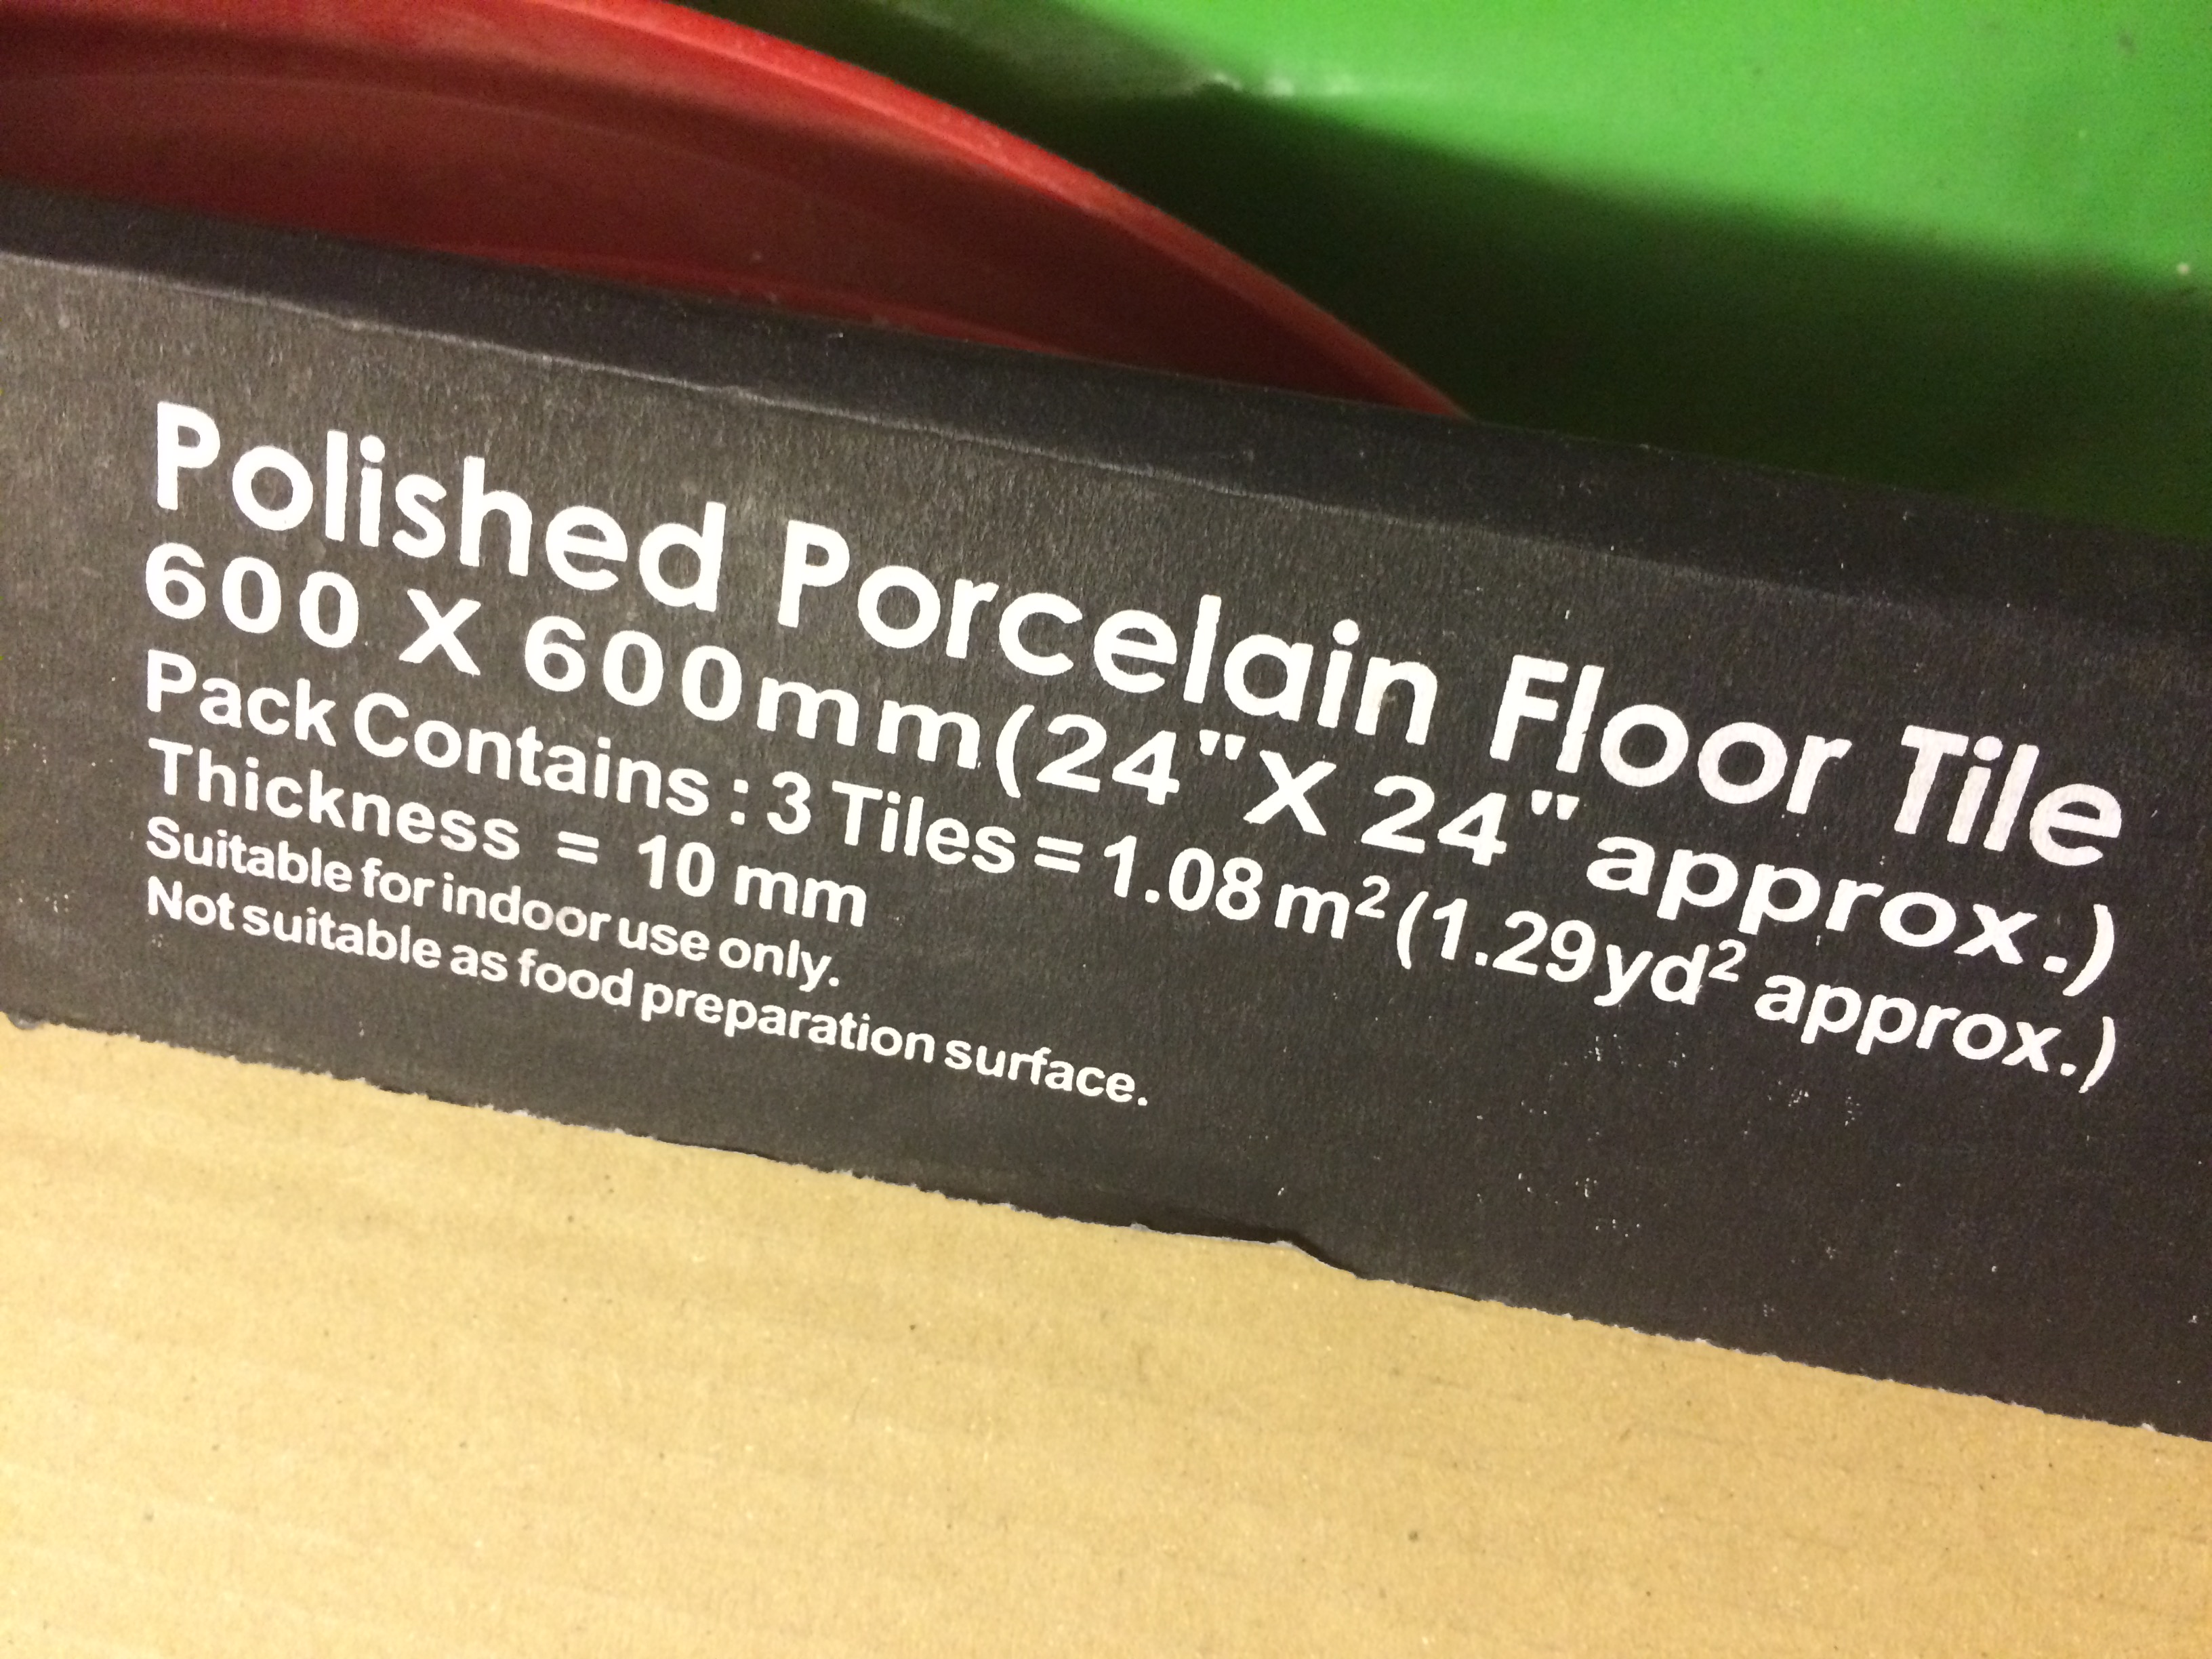 Polished Porcelain Floor Tile
600 X 600mm(24"X 24" approx.)
Pack Contains : 3 Tiles = 1.08 m² (1.29yd² approx.)
Thickness = 10 mm
Suitable for indoor use only.
Not suitable as food preparation surface.